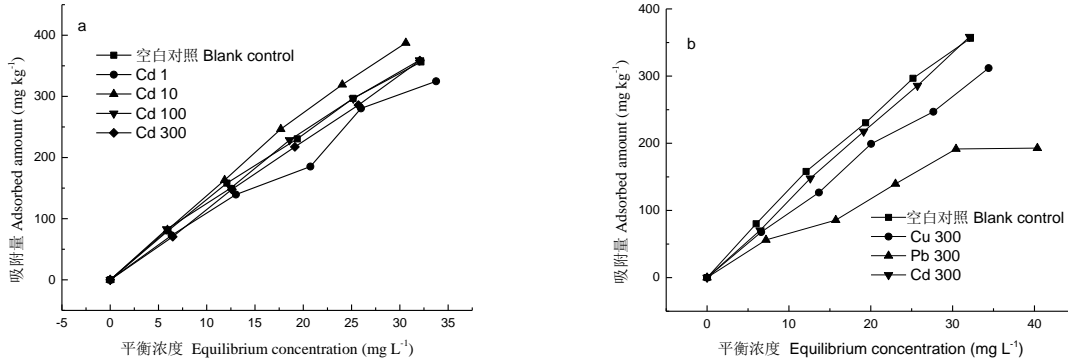 a
空白对照 Blank control
Cd 1
Cd 10
Cd 100
Cd 300
400
300
200
100
0
吸附量 Adsorbed amount (mg kg-1)
-5 0 5 10 15 20 25 30 35
平衡浓度 Equilibrium concentration (mg L-1)
b
空白对照 Blank control
Cu 300
Pb 300
Cd 300
400
300
200
100
0
吸附量 Adsorbed amount (mg kg-1)
0 10 20 30 40
平衡浓度 Equilibrium concentration (mg L-1)